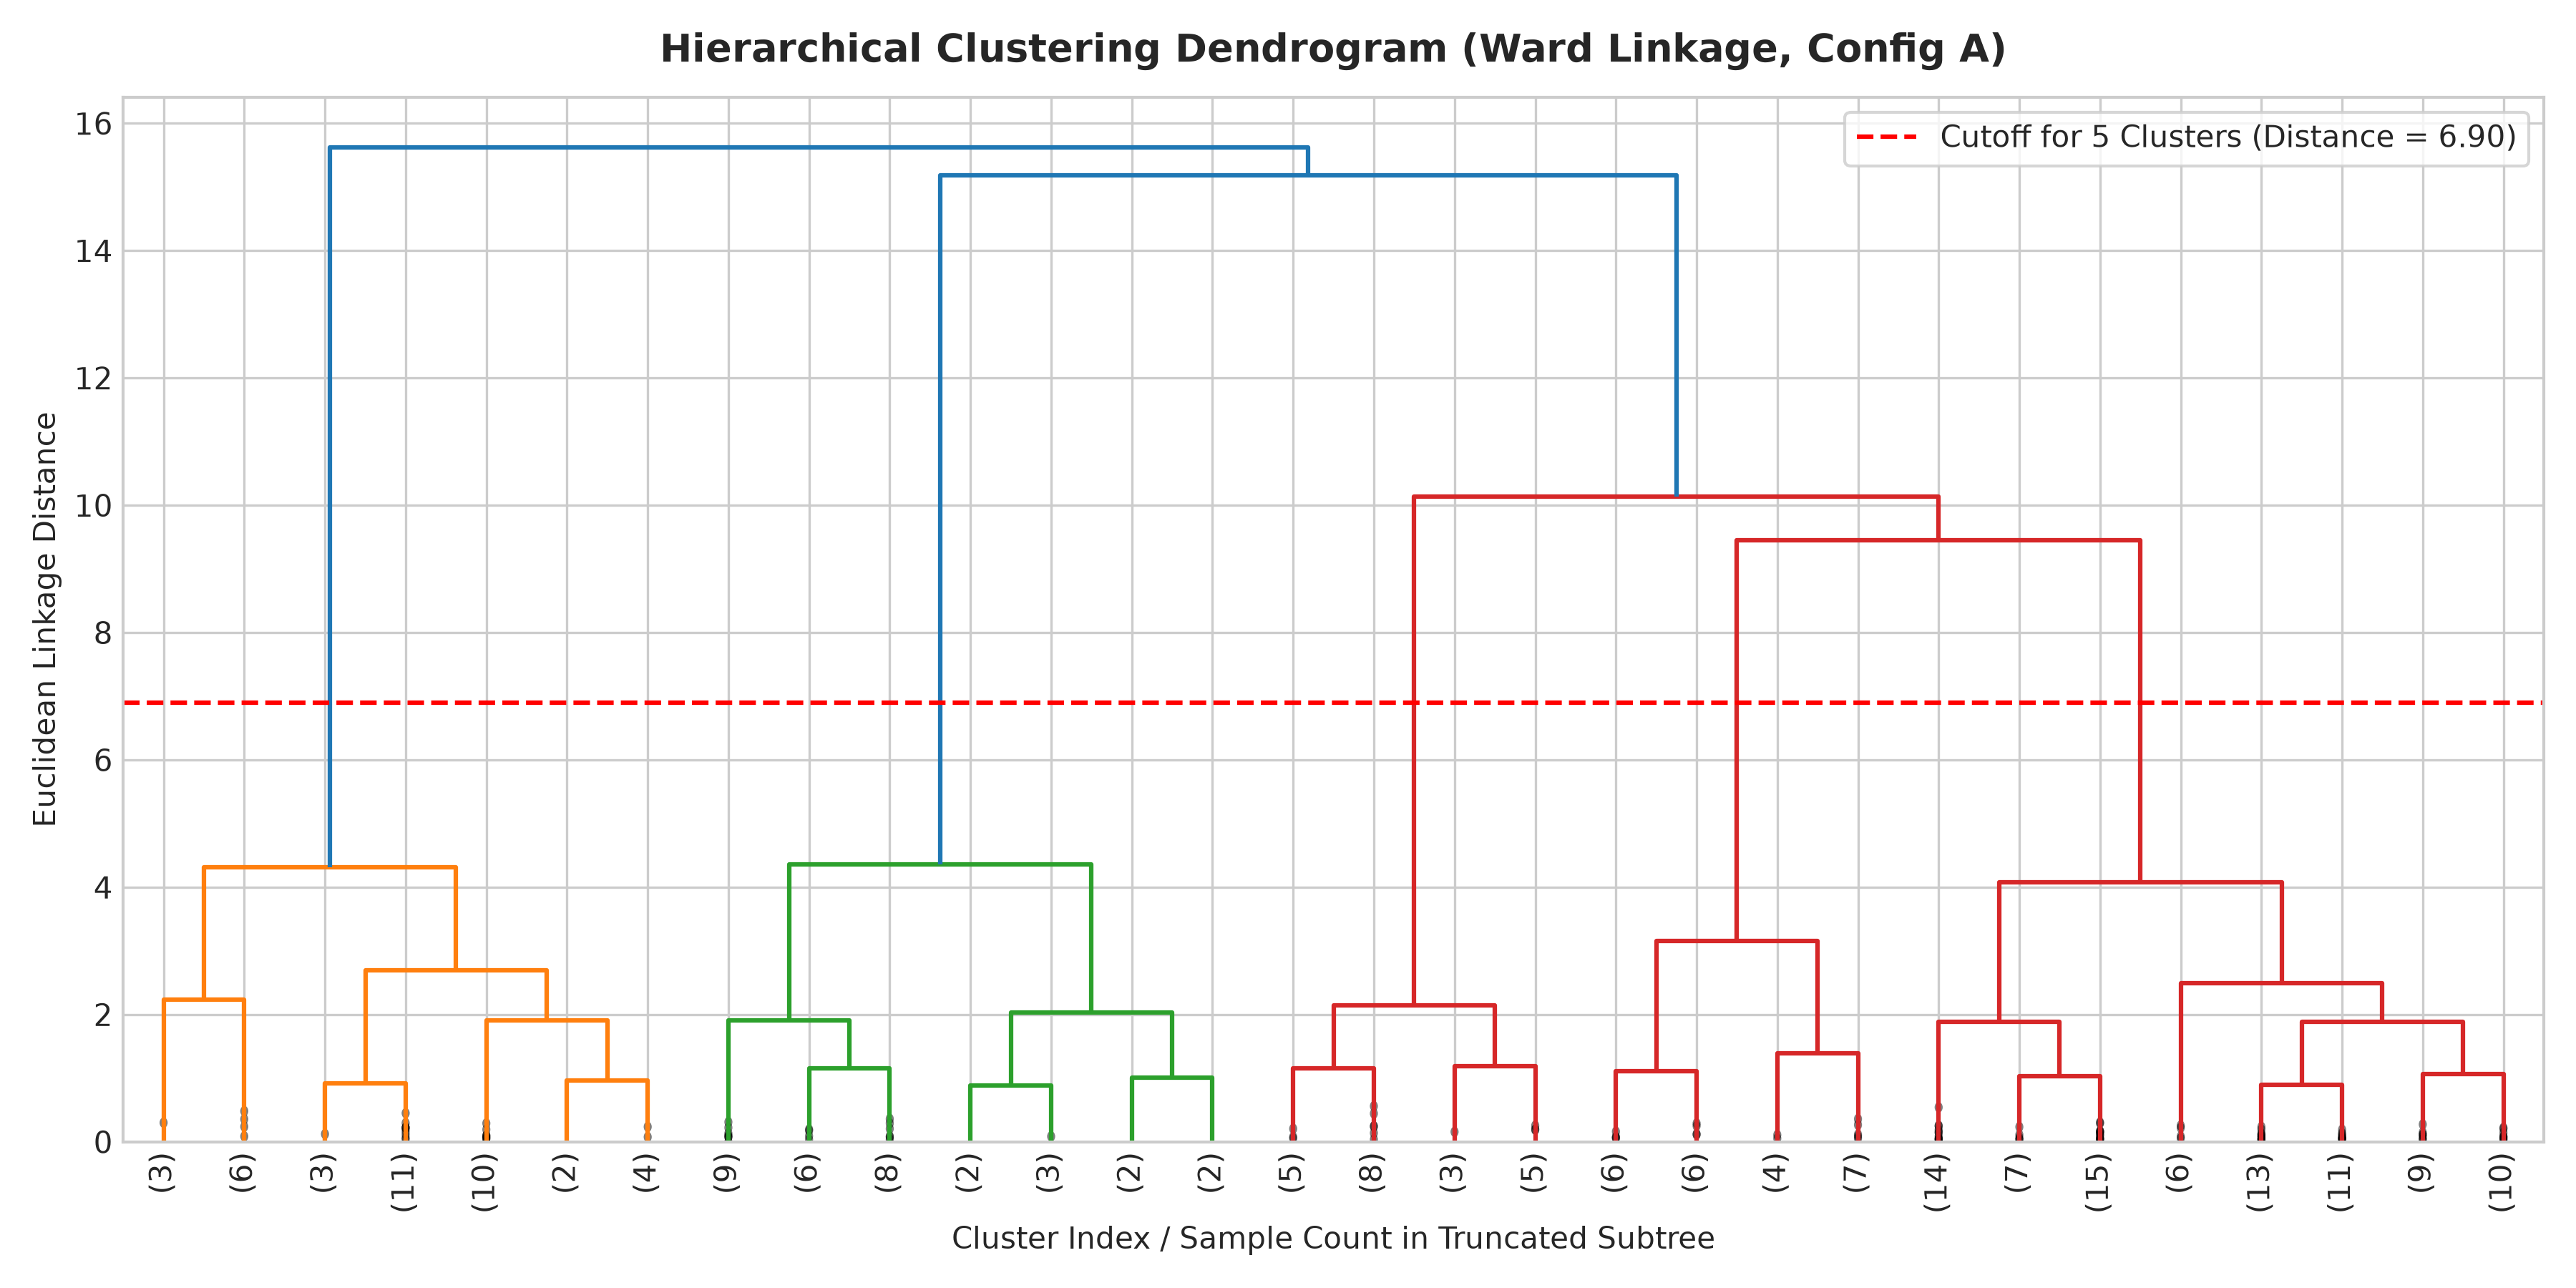 Hierarchical Clustering Dendrogram (Ward Linkage, Config A)
Cutoff for 5 Clusters (Distance = 6.90)
Euclidean Linkage Distance
16
14
12
10
8
6
4
2
0
(3) (6) (3) (11) (10) (2) (4) (9) (6) (8) (2) (3) (2) (2) (5) (8) (3) (5) (6) (6) (4) (7) (14) (7) (15) (6) (13) (11) (9) (10)
Cluster Index / Sample Count in Truncated Subtree